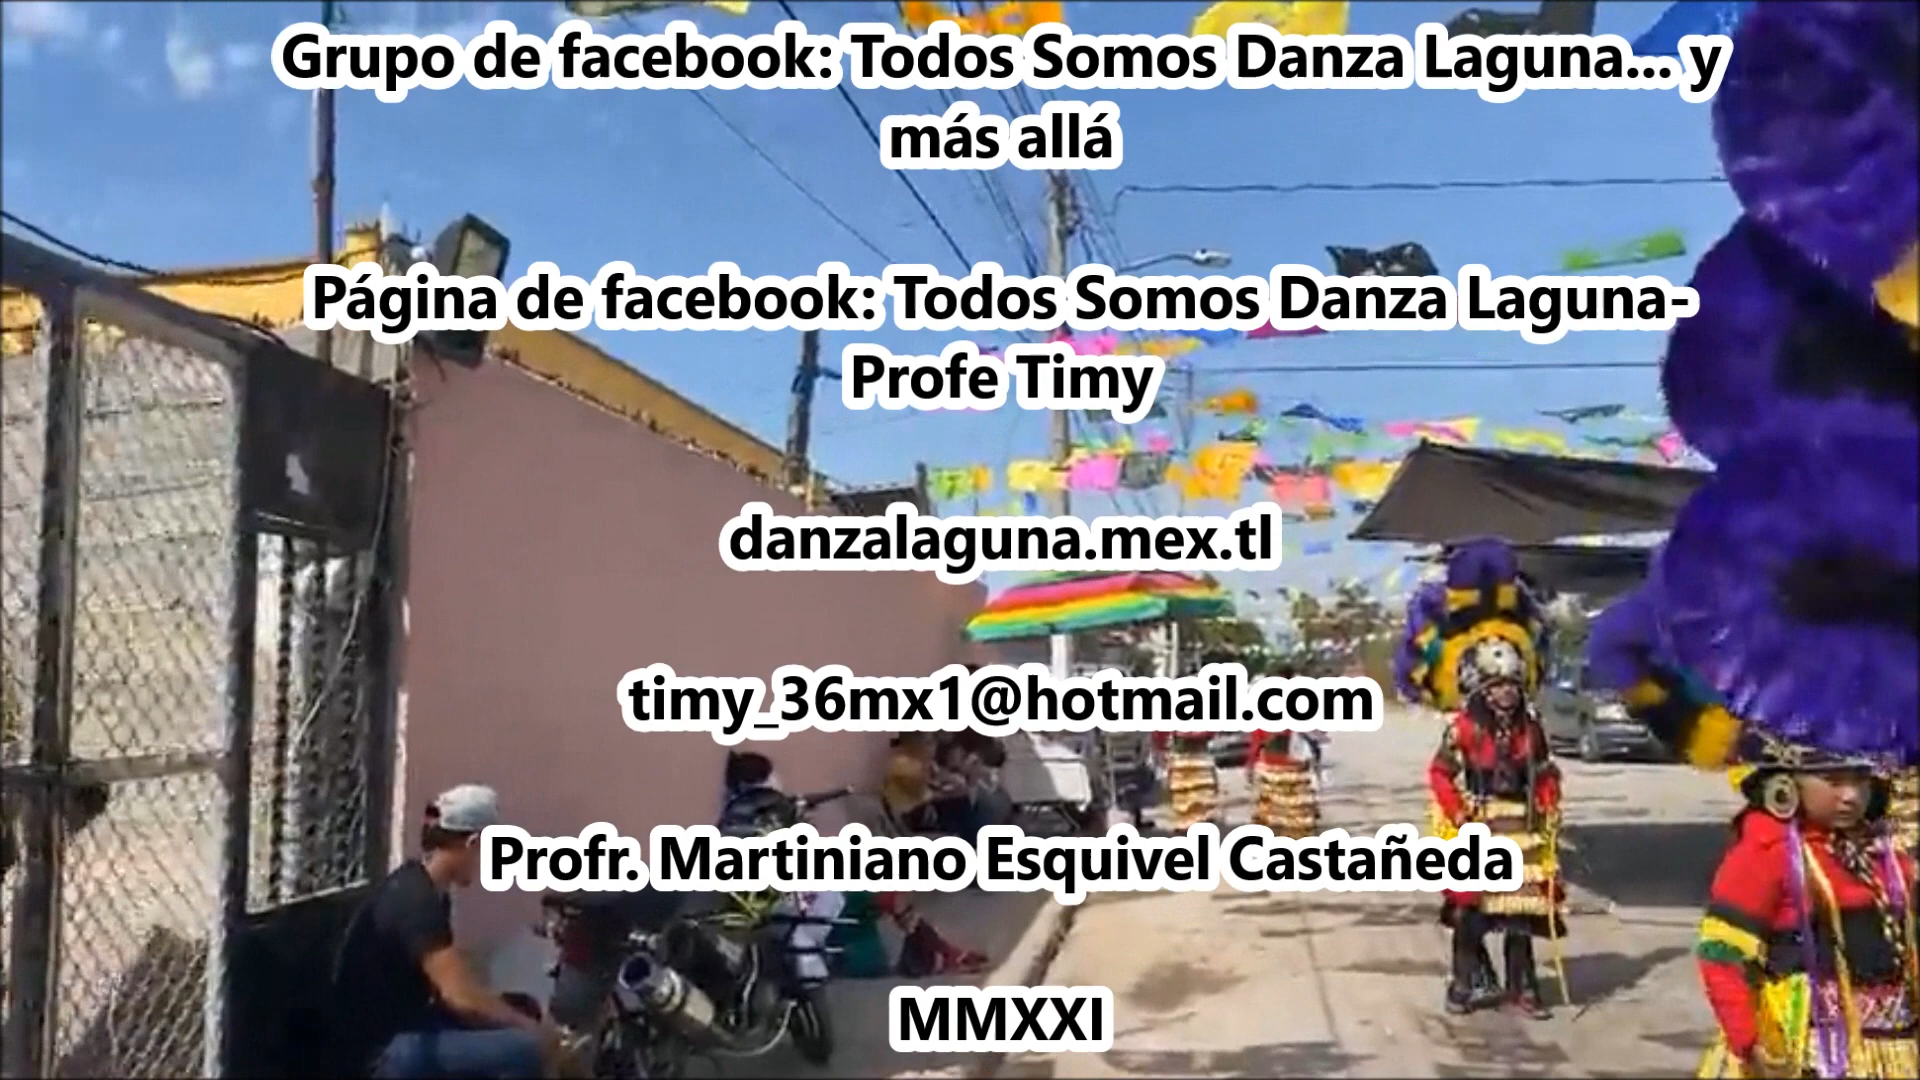 Grupo de facebook: Todos Somos Danza Laguna... y
más allá
Página de facebook: Todos Somos Danza Laguna-
Profe Timy
danzalaguna.mex.tl
timy_36mx1@hotmail.com
Profr. Martiniano Esquivel Castañeda
MMXXI